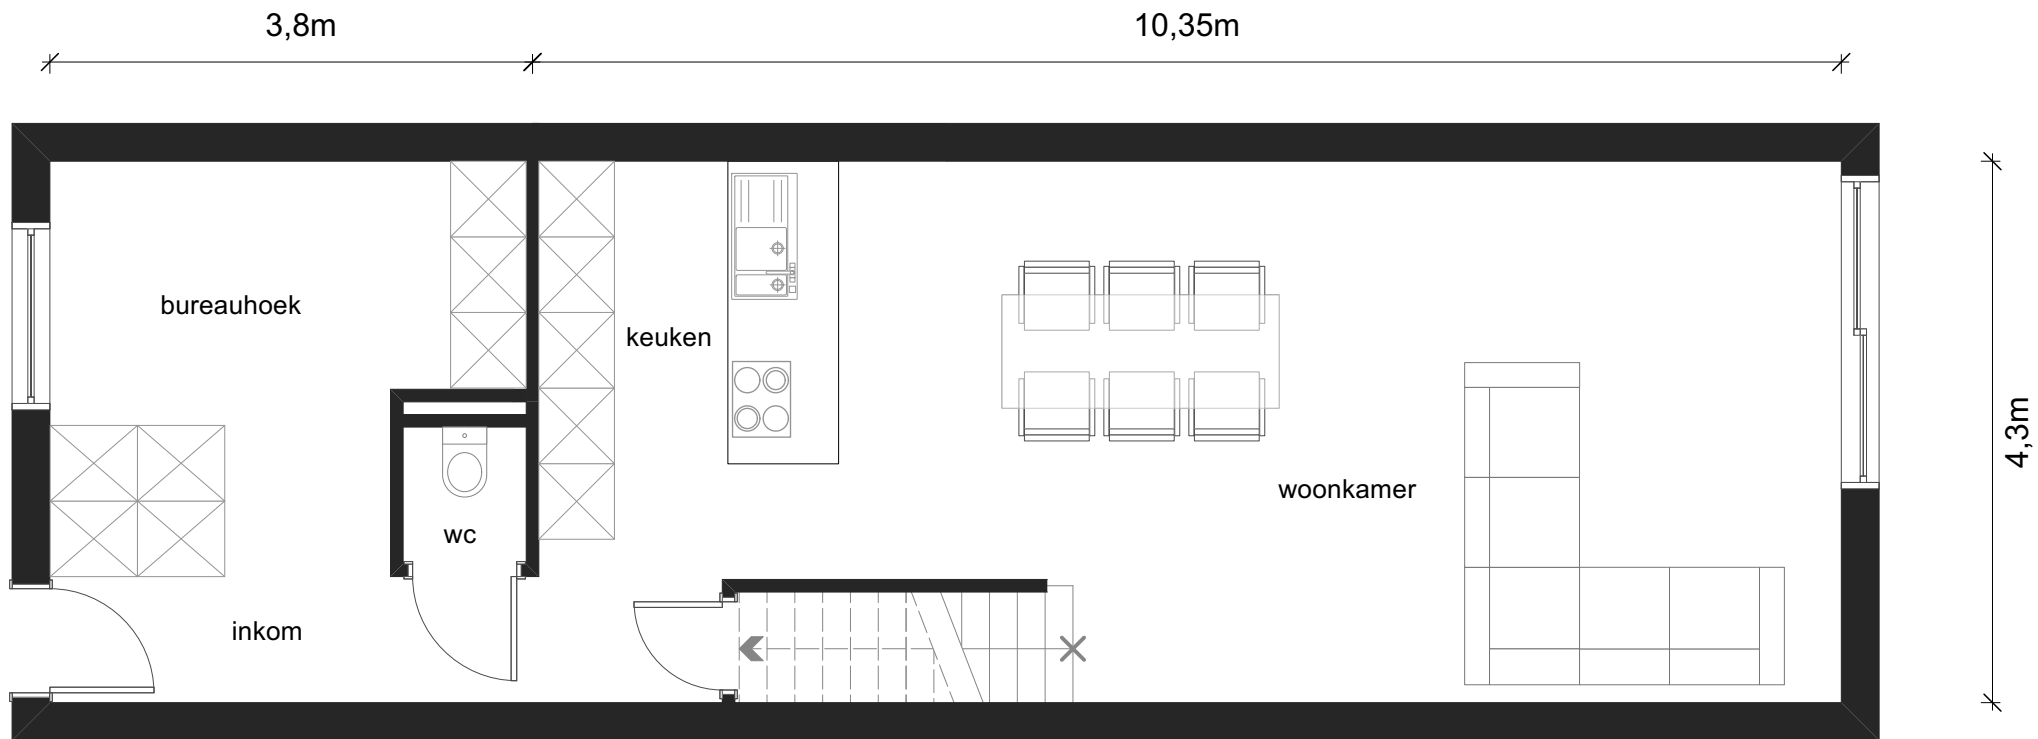 3,8m
10,35m
bureauhoek
keuken
woonkamer
4,3m
wc
inkom